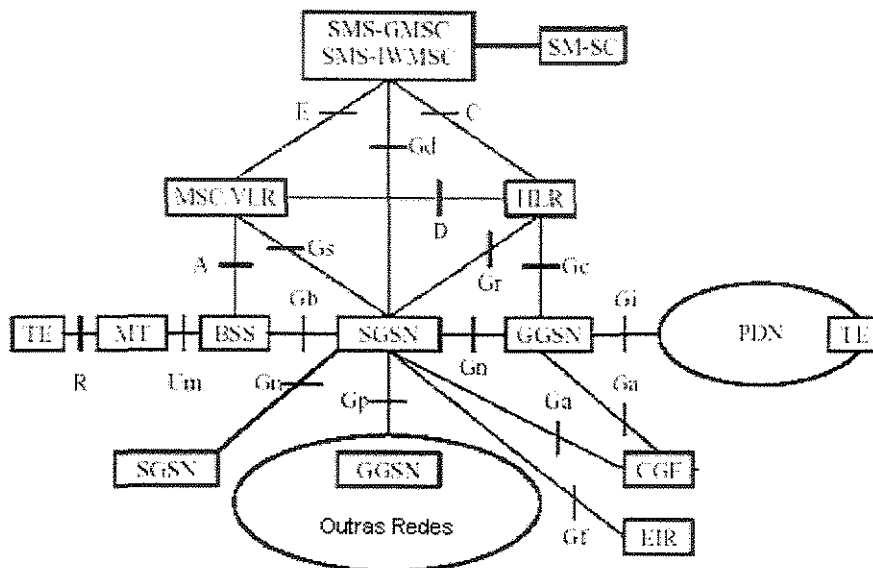 SMS-GMSC
SMS-IWMSC
SM-SC
E
C
Gd
MSC/VLR
HLR
D
A
Gs
Gr
Gc
TE
MT
BSS
Gb
SGSN
Gn
GGSN
Gi
PDN
TE
R
Um
Gn
Gp
Ga
Ga
SGSN
GGSN
CGF
Outras Redes
Gf
EIR